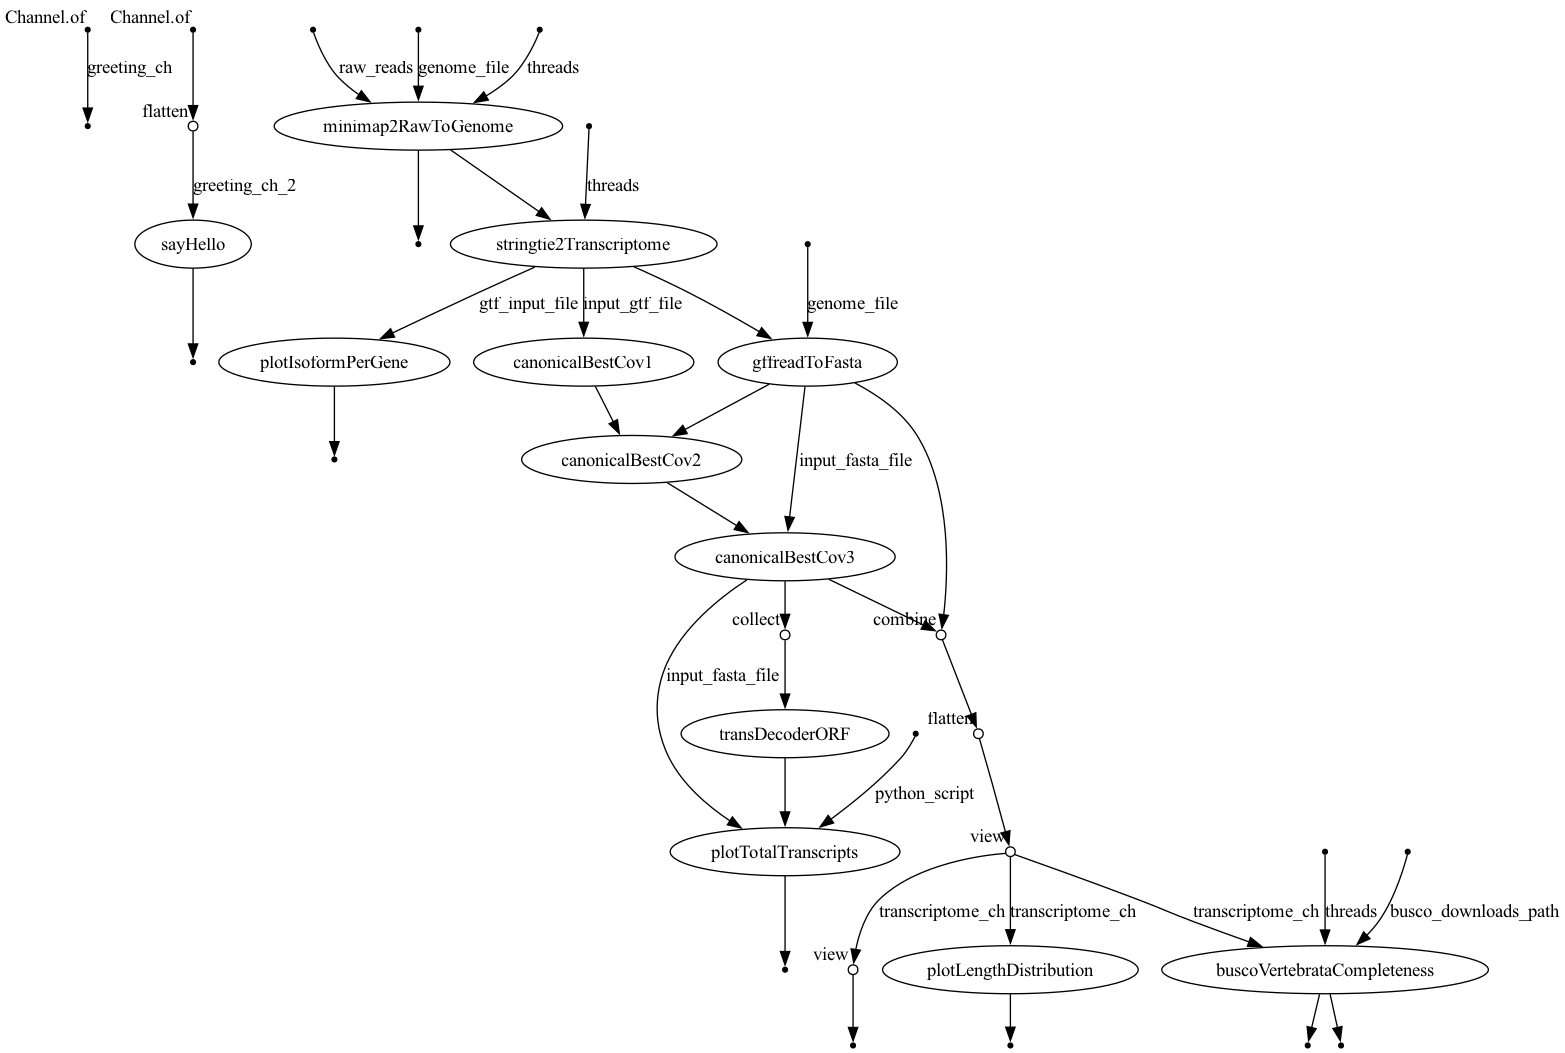 Channel.of
Channel.of
greeting_ch
raw_reads
genome_file
threads
flatten
minimap2RawToGenome
greeting_ch_2
threads
sayHello
stringtie2Transcriptome
gtf_input_file
input_gtf_file
genome_file
plotIsoformPerGene
canonicalBestCov1
gffreadToFasta
canonicalBestCov2
input_fasta_file
canonicalBestCov3
collect
combine
input_fasta_file
flatten
transDecoderORF
python_script
view
plotTotalTranscripts
transcriptome_ch
transcriptome_ch
transcriptome_ch
threads
busco_downloads_path
view
plotLengthDistribution
buscoVertebrataCompleteness